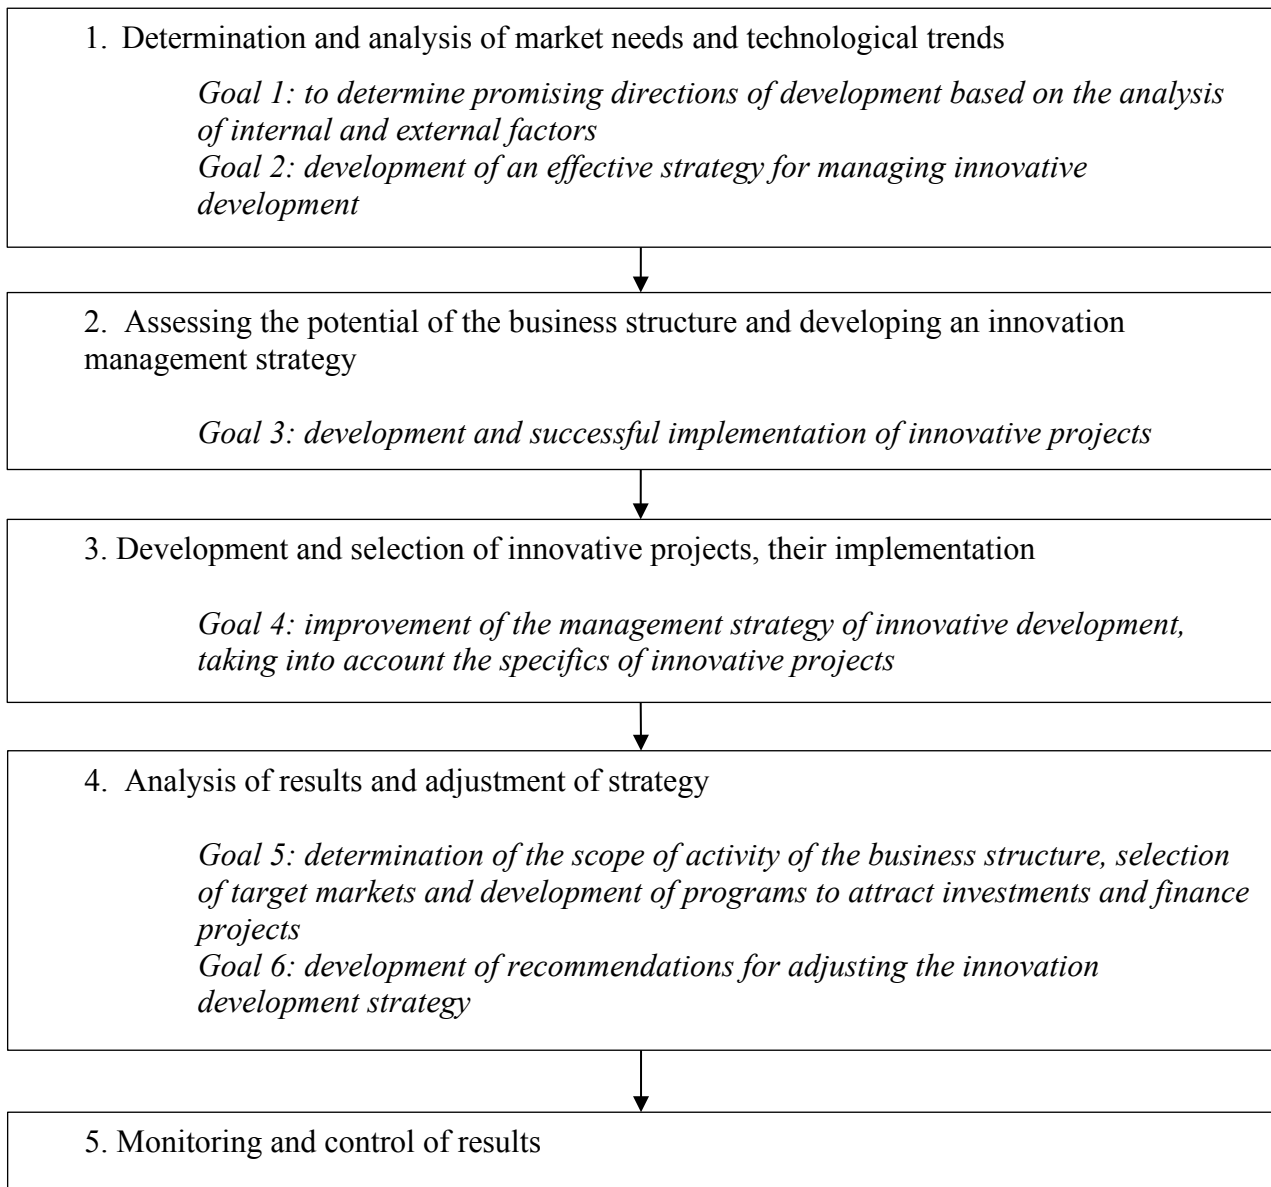 1. Determination and analysis of market needs and technological trends
Goal 1: to determine promising directions of development based on the analysis
of internal and external factors
Goal 2: development of an effective strategy for managing innovative
development
2. Assessing the potential of the business structure and developing an innovation
management strategy
Goal 3: development and successful implementation of innovative projects
3. Development and selection of innovative projects, their implementation
Goal 4: improvement of the management strategy of innovative development,
taking into account the specifics of innovative projects
4. Analysis of results and adjustment of strategy
Goal 5: determination of the scope of activity of the business structure, selection
of target markets and development of programs to attract investments and finance
projects
Goal 6: development of recommendations for adjusting the innovation
development strategy
5. Monitoring and control of results